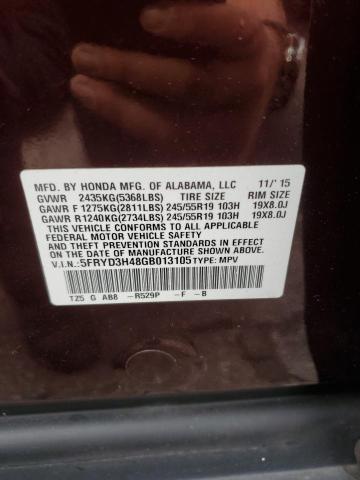 MFD. BY HONDA MFG. OF ALABAMA, LLC 11/'15
GVWR 2435KG(5368LBS) TIRE SIZE RIM SIZE
GAWR F 1275KG(2811LBS) 245/55R19 103H 19X8.0J
GAWR R1240KG(2734LBS) 245/55R19 103H 19X8.0J
THIS VEHICLE CONFORMS TO ALL APPLICABLE
FEDERAL MOTOR VEHICLE SAFETY
AND THEFT PREVENTION STANDARDS IN EFFECT
ON THE DATE OF MANUFACTURE SHOWN ABOVE.
V.I.N.: 5FRYD3H48GB013105 TYPE: MPV
TZ5 G AB8 -R529P -F -B